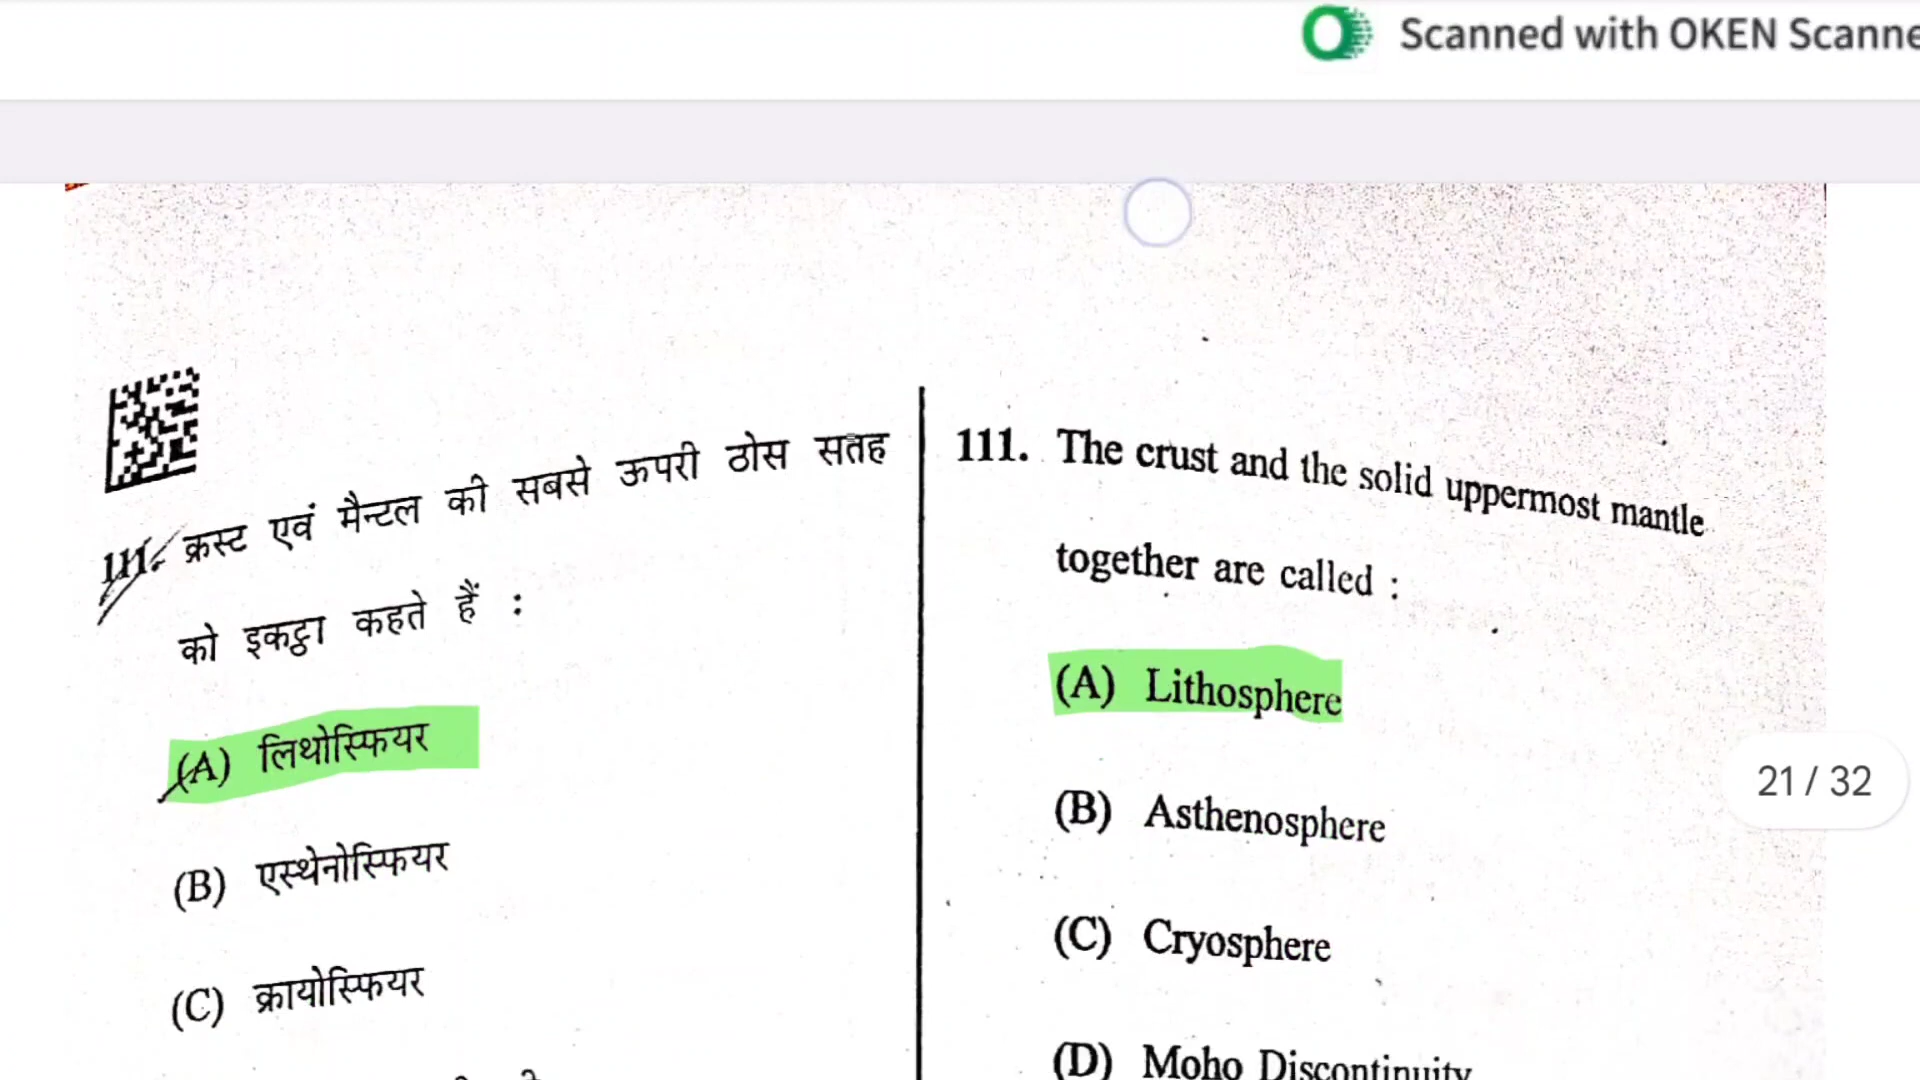 Scanned with OKEN Scanne
111. क्रस्ट एवं मैन्टल की सबसे ऊपरी ठोस सतह
को इकट्ठा कहते हैं :
(A) लिथोस्फियर
(B) एस्थेनोस्फियर
(C) क्रायोस्फियर
111. The crust and the solid uppermost mantle
together are called :
(A) Lithosphere
(B) Asthenosphere
(C) Cryosphere
(D) Moho Discontinuity
21 / 32